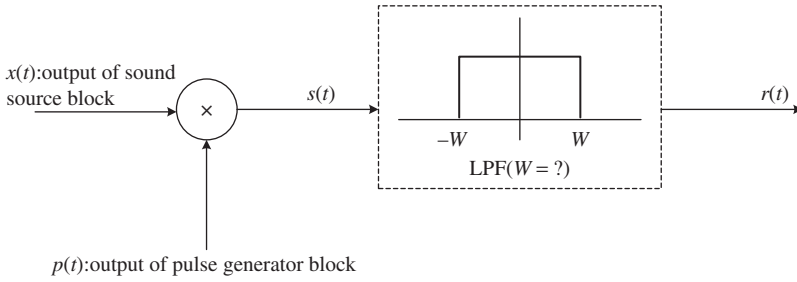 x(t):output of sound
source block
×
s(t)
r(t)
–W
W
LPF(W = ?)
p(t):output of pulse generator block